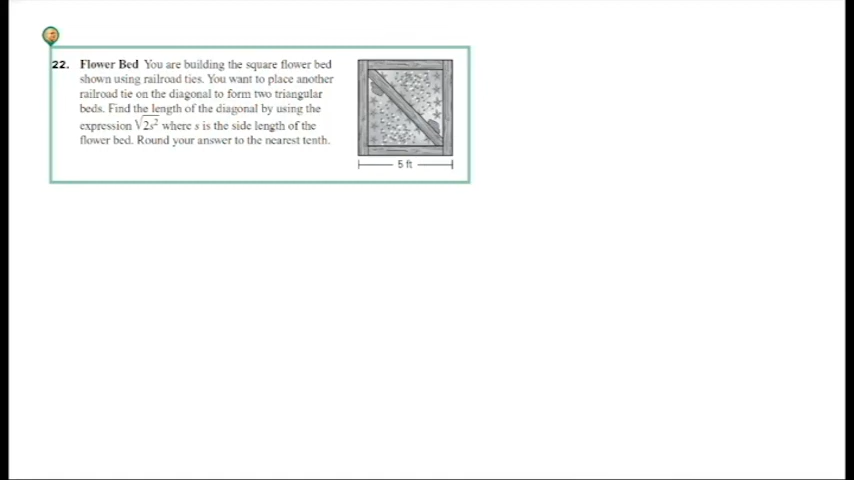 22. Flower Bed You are building the square flower bed
shown using railroad ties. You want to place another
railroad tie on the diagonal to form two triangular
beds. Find the length of the diagonal by using the
expression √2s² where s is the side length of the
flower bed. Round your answer to the nearest tenth.
5 ft